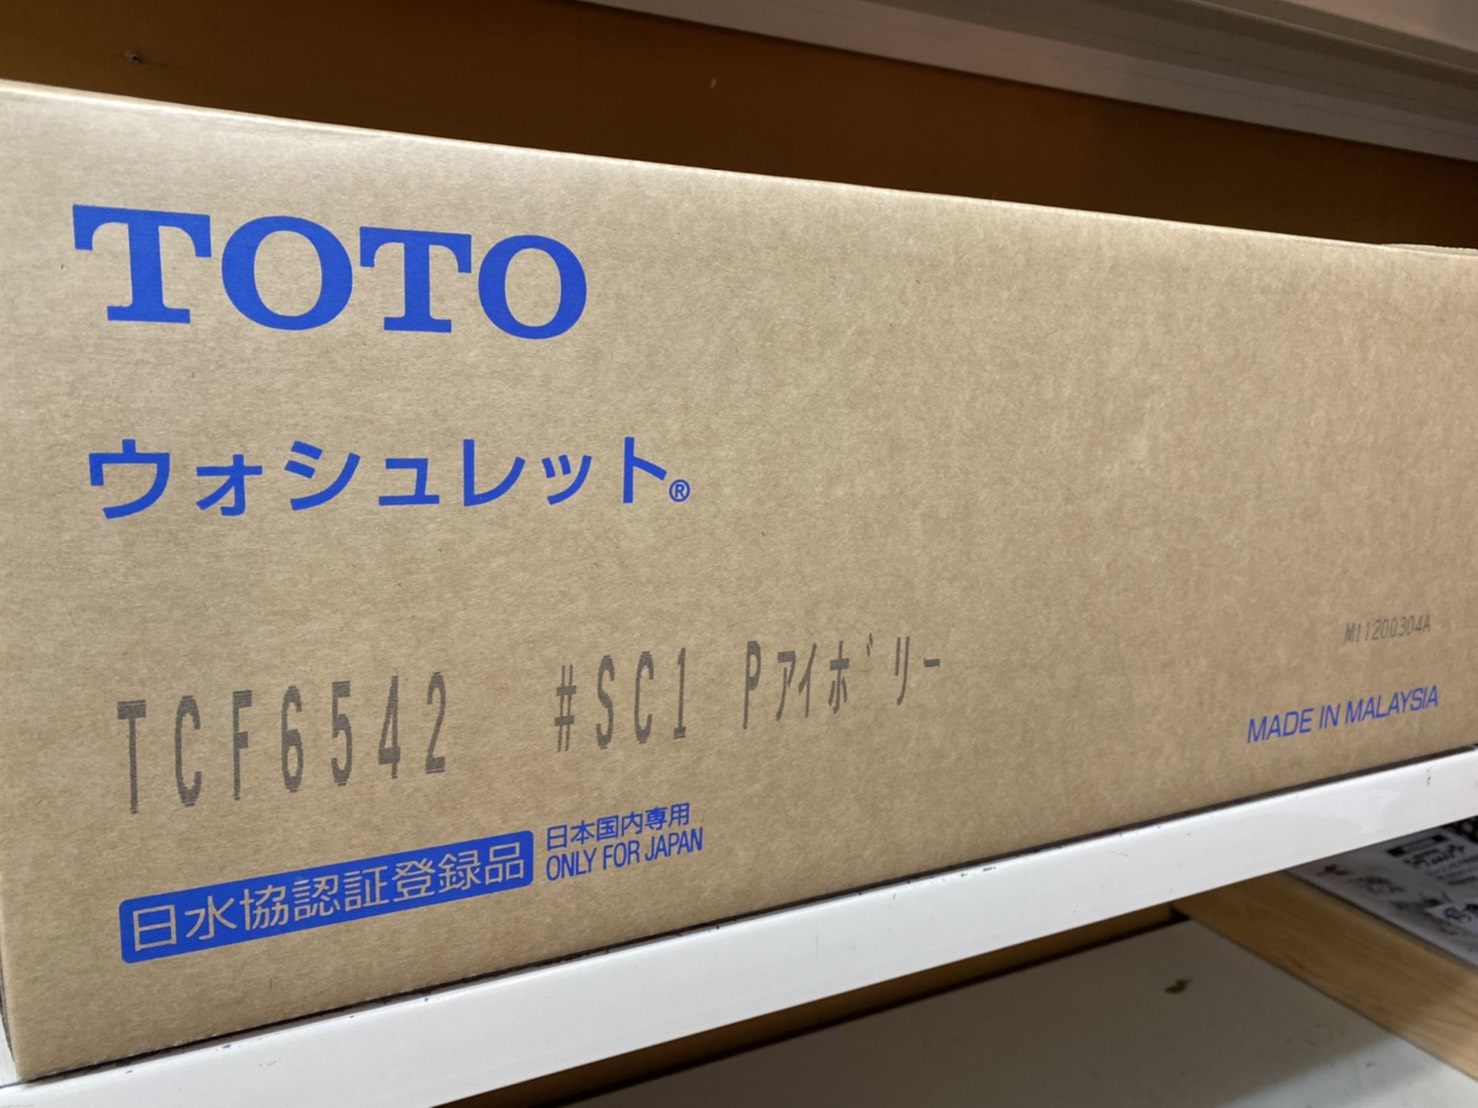 TOTO
ウォシュレット®
TCF6542 #SC1 Pアイボリー
M11200304A
MADE IN MALAYSIA
日水協認証登録品
日本国内専用
ONLY FOR JAPAN